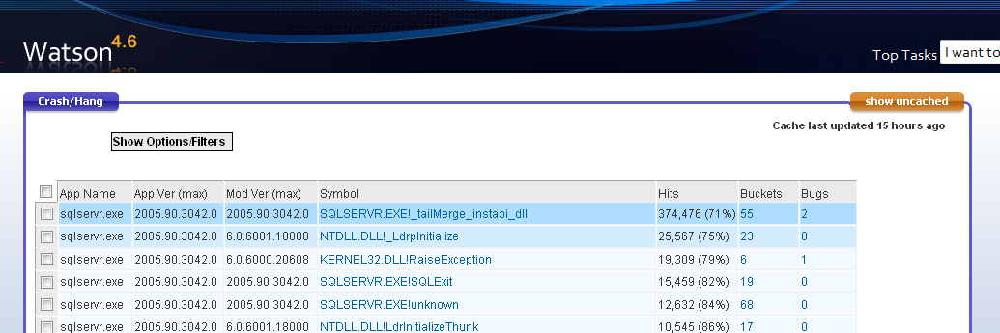 Watson 4.6
Top Tasks I want to
Crash/Hang show uncached
Cache last updated 15 hours ago
Show Options/Filters
App Name App Ver (max) Mod Ver (max) Symbol Hits Buckets Bugs
sqlservr.exe 2005.90.3042.0 2005.90.3042.0 SQLSERVR.EXE!_tailMerge_instapi_dll 374,476 (71%) 55 2
sqlservr.exe 2005.90.3042.0 6.0.6001.18000 NTDLL.DLL!_LdrpInitialize 25,567 (75%) 23 0
sqlservr.exe 2005.90.3042.0 6.0.6000.20608 KERNEL32.DLL!RaiseException 19,309 (79%) 6 1
sqlservr.exe 2005.90.3042.0 2005.90.3042.0 SQLSERVR.EXE!SQLExit 15,459 (82%) 19 0
sqlservr.exe 2005.90.3042.0 2005.90.3042.0 SQLSERVR.EXE!unknown 12,632 (84%) 68 0
sqlservr.exe 2005.90.3042.0 6.0.6001.18000 NTDLL.DLL!LdrInitializeThunk 10,545 (86%) 17 0